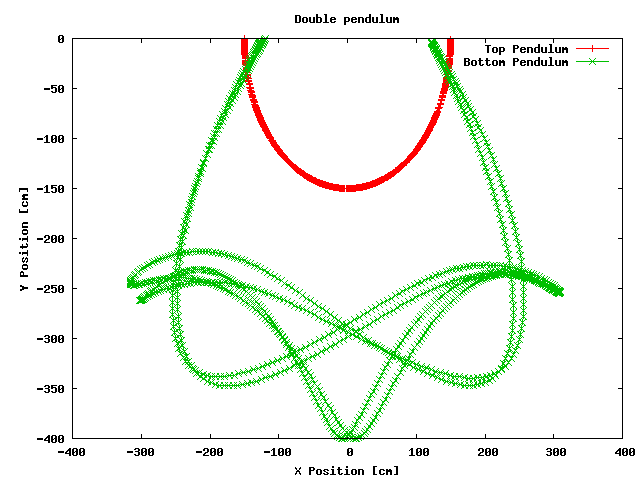 Double pendulum
Top Pendulum
Bottom Pendulum
0
-50
-100
-150
-200
-250
-300
-350
-400
Y Position [cm]
-400 -300 -200 -100 0 100 200 300 400
X Position [cm]